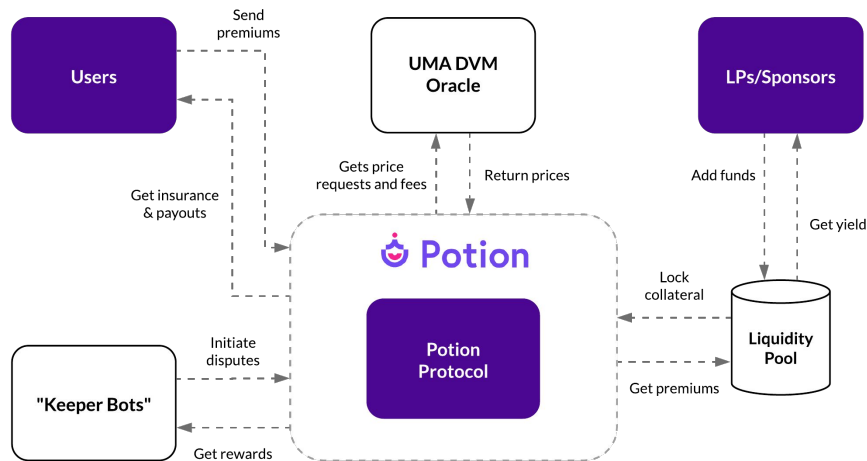 Send
premiums
Users
UMA DVM
Oracle
LPs/Sponsors
Get insurance
& payouts
Gets price
requests and fees
Return prices
Add funds
Get yield
Potion
Lock
collateral
Potion
Protocol
Liquidity
Pool
Initiate
disputes
"Keeper Bots"
Get premiums
Get rewards